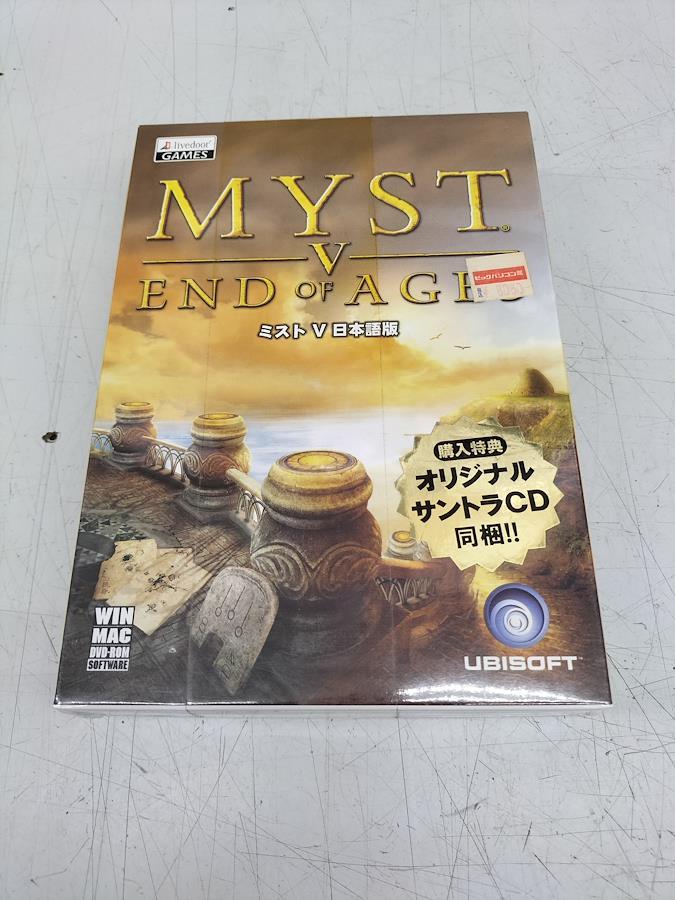 livedoor
GAMES
MYST®
V
END OF AGES
ビックパソコン館
ミスト V 日本語版
購入特典
オリジナル
サントラCD
同梱!!
WIN
MAC
DVD-ROM
SOFTWARE
UBISOFT